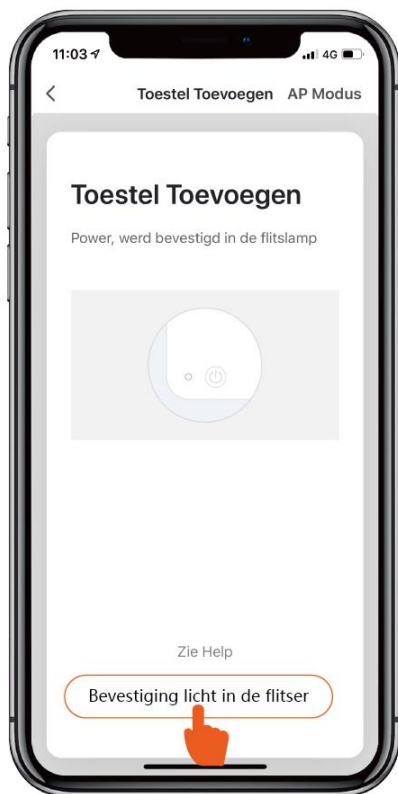 11:03 4G
Toestel Toevoegen AP Modus
Toestel Toevoegen
Power, werd bevestigd in de flitslamp
Zie Help
Bevestiging licht in de flitser